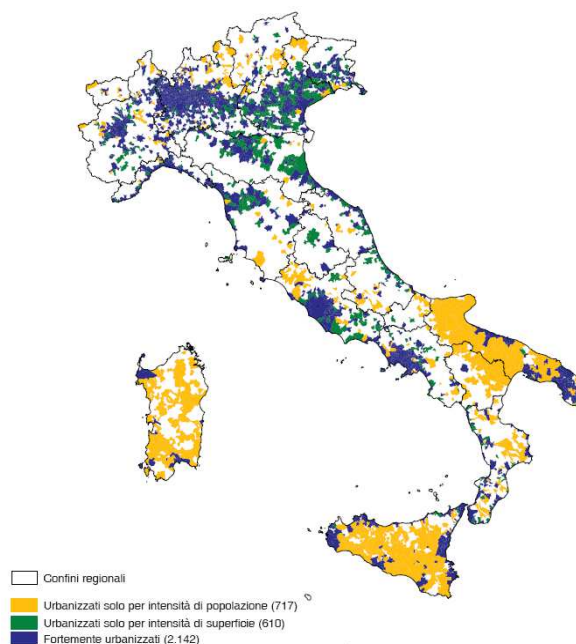 Confini regionali
Urbanizzati solo per intensità di popolazione (717)
Urbanizzati solo per intensità di superficie (610)
Fortemente urbanizzati (2.142)